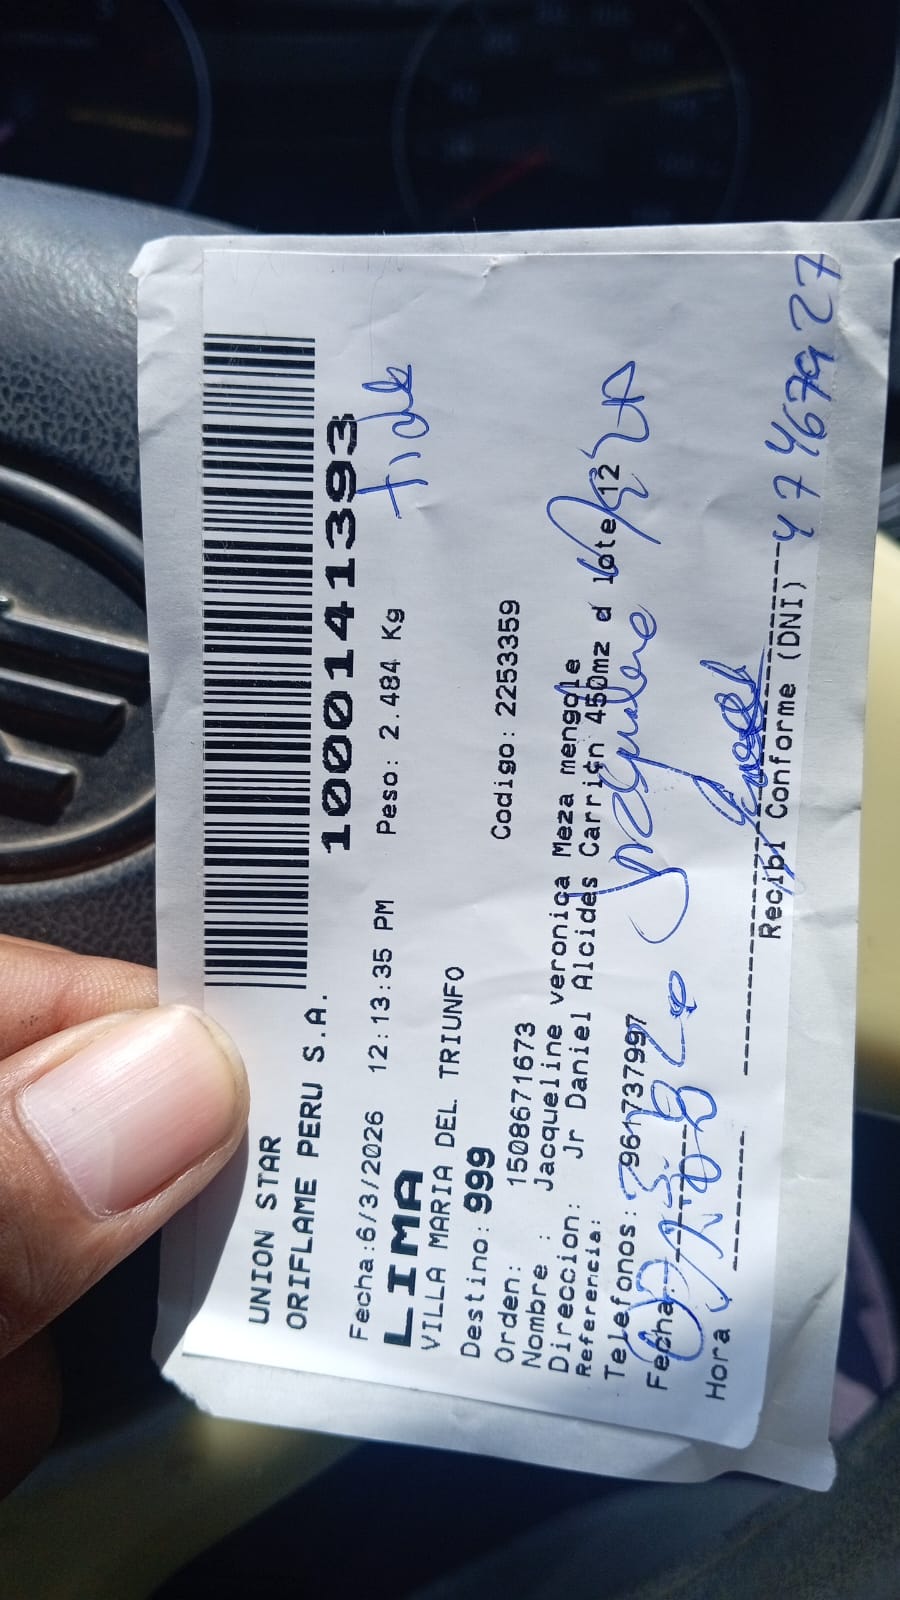 UNION STAR
ORIFLAME PERU S.A.
1000141393
Fecha:6/3/2026 12:13:35 PM Peso: 2.484 Kg
LIMA
VILLA MARIA DEL TRIUNFO
Destino: 999
Orden: 1508671673 Codigo: 2253359
Nombre : Jacqueline veronica Meza mengole
Direccion: Jr Daniel Alcides Carrión 450mz d lote 12
Referencia:
Telefonos: 961737997
Fecha:
Hora
Recibi Conforme (DNI) 47467927